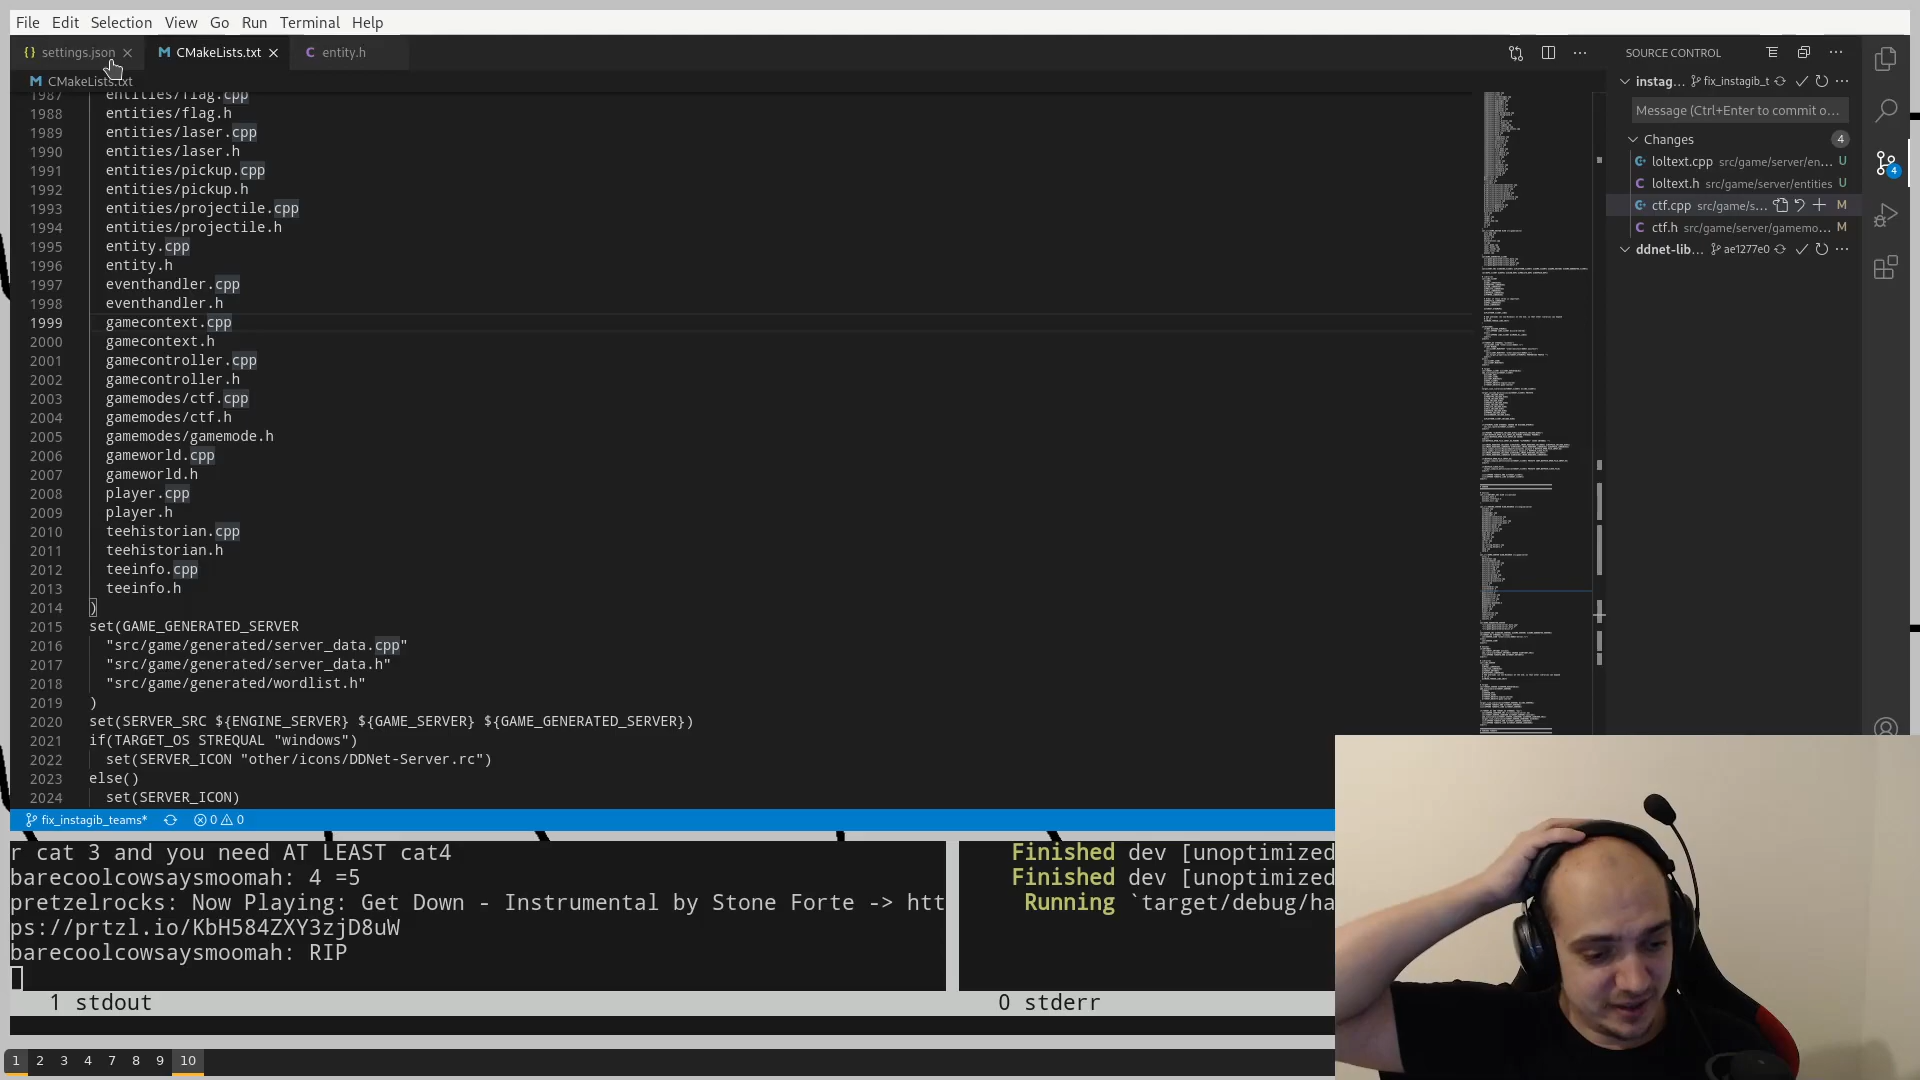 File Edit Selection View Go Run Terminal Help
settings.json CMakeLists.txt entity.h SOURCE CONTROL
CMakeLists.txt
instag... fix_instagib_t
Message (Ctrl+Enter to commit o...
Changes 4
loltext.cpp src/game/server/en... U
loltext.h src/game/server/entities U
ctf.cpp src/game/s... M
ctf.h src/game/server/gamemo... M
ddnet-lib... ae1277e0
4
1987 entities/flag.cpp
1988 entities/flag.h
1989 entities/laser.cpp
1990 entities/laser.h
1991 entities/pickup.cpp
1992 entities/pickup.h
1993 entities/projectile.cpp
1994 entities/projectile.h
1995 entity.cpp
1996 entity.h
1997 eventhandler.cpp
1998 eventhandler.h
1999 gamecontext.cpp
2000 gamecontext.h
2001 gamecontroller.cpp
2002 gamecontroller.h
2003 gamemodes/ctf.cpp
2004 gamemodes/ctf.h
2005 gamemodes/gamemode.h
2006 gameworld.cpp
2007 gameworld.h
2008 player.cpp
2009 player.h
2010 teehistorian.cpp
2011 teehistorian.h
2012 teeinfo.cpp
2013 teeinfo.h
2014 )
2015 set(GAME_GENERATED_SERVER
2016 "src/game/generated/server_data.cpp"
2017 "src/game/generated/server_data.h"
2018 "src/game/generated/wordlist.h"
2019 )
2020 set(SERVER_SRC ${ENGINE_SERVER} ${GAME_SERVER} ${GAME_GENERATED_SERVER})
2021 if(TARGET_OS STREQUAL "windows")
2022 set(SERVER_ICON "other/icons/DDNet-Server.rc")
2023 else()
2024 set(SERVER_ICON)
fix_instagib_teams* 0 0
r cat 3 and you need AT LEAST cat4
barecoolcowsaysmoomah: 4 =5
pretzelrocks: Now Playing: Get Down - Instrumental by Stone Forte -> htt
ps://prtzl.io/KbH584ZXY3zjD8uW
barecoolcowsaysmoomah: RIP
1 stdout
Finished dev [unoptimized
Finished dev [unoptimized
Running `target/debug/ha
0 stderr
1 2 3 4 7 8 9 10